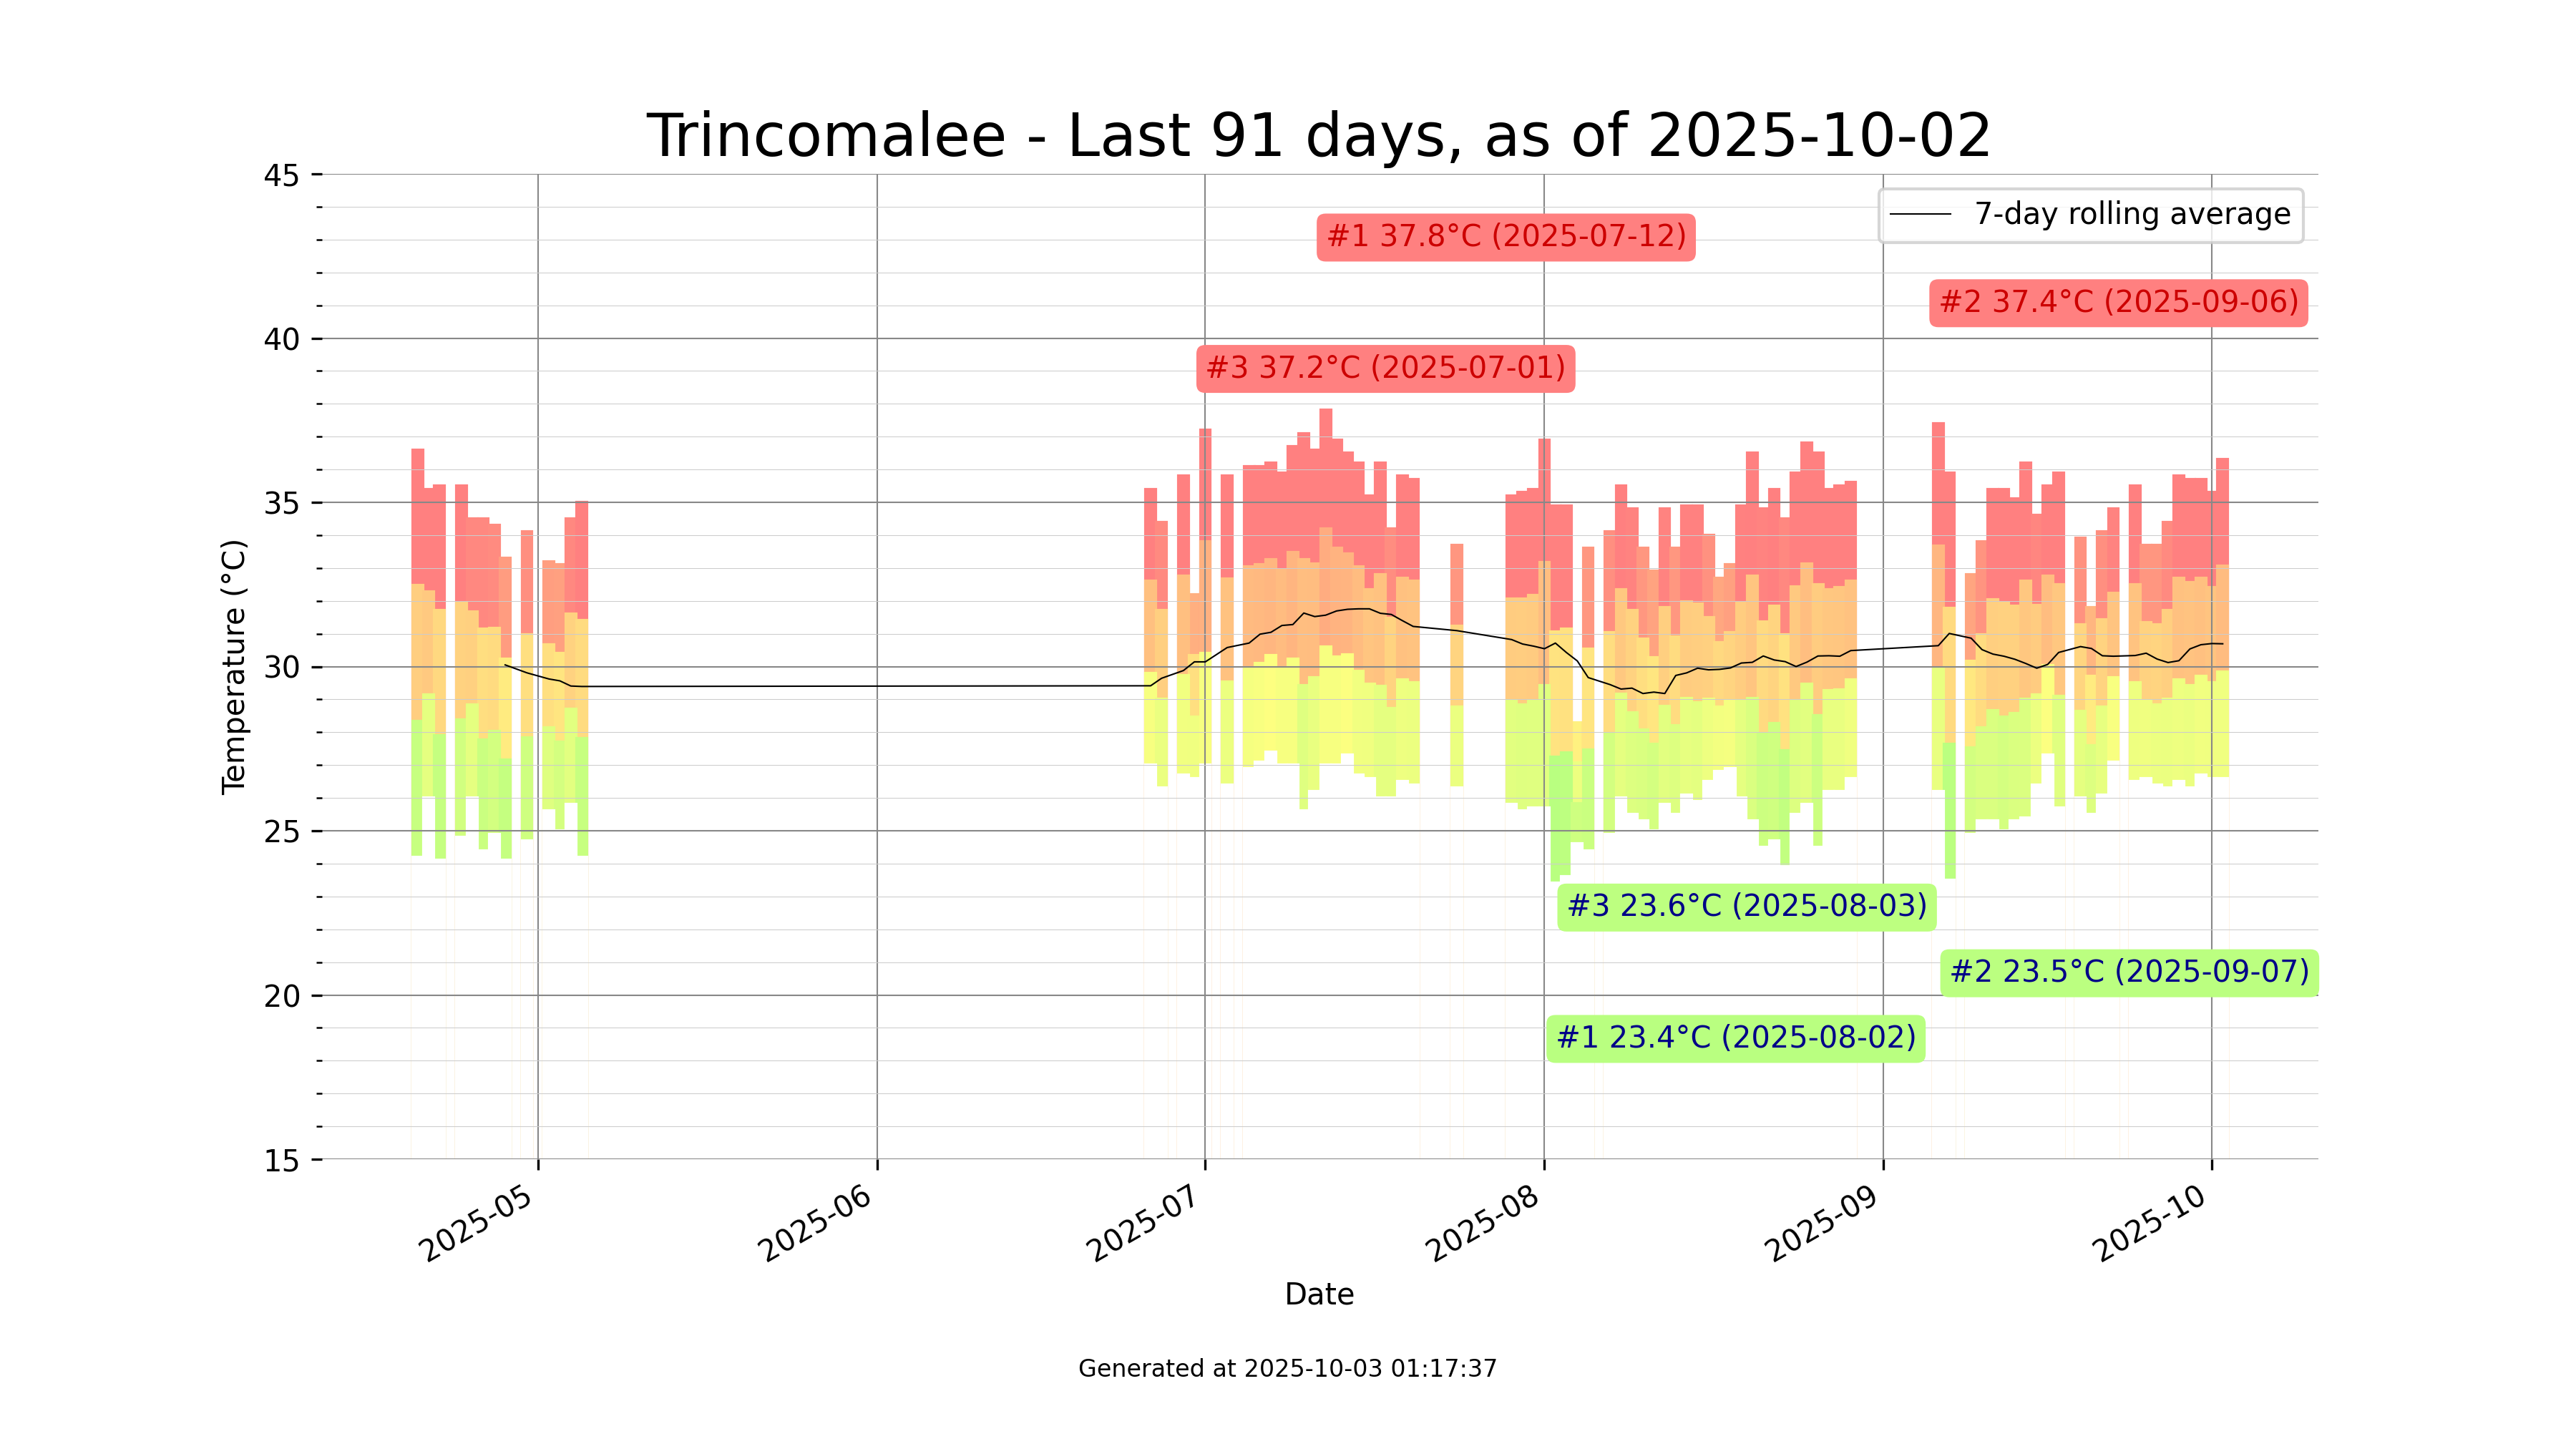 Trincomalee - Last 91 days, as of 2025-10-02
45
40
35
30
25
20
15
Temperature (°C)
7-day rolling average
#1 37.8°C (2025-07-12)
#2 37.4°C (2025-09-06)
#3 37.2°C (2025-07-01)
#3 23.6°C (2025-08-03)
#2 23.5°C (2025-09-07)
#1 23.4°C (2025-08-02)
2025-05
2025-06
2025-07
2025-08
2025-09
2025-10
Date
Generated at 2025-10-03 01:17:37